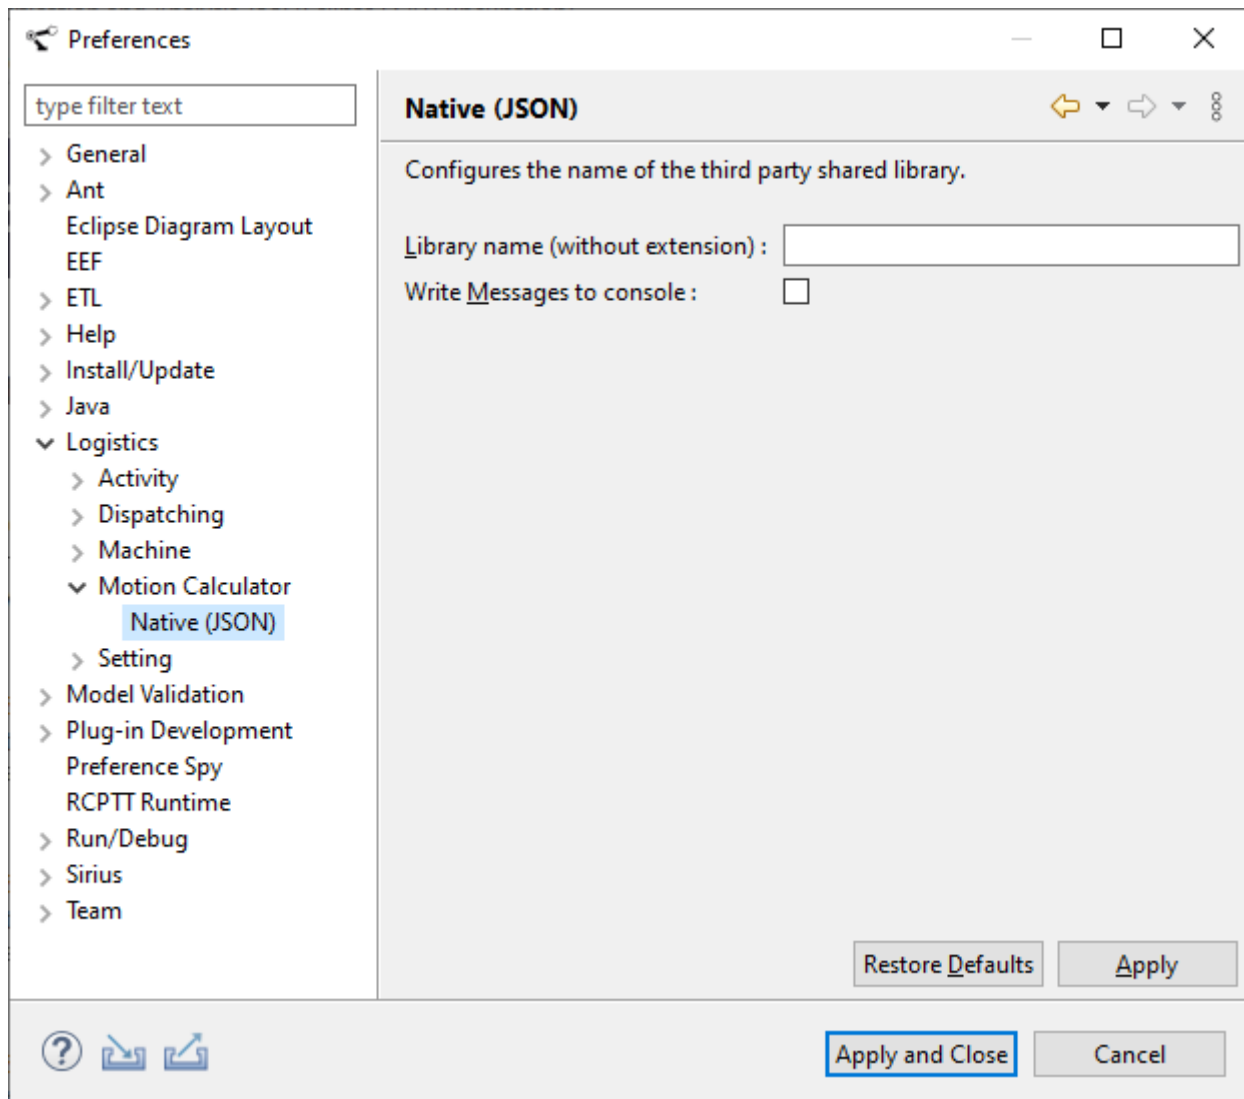 Preferences
type filter text
General
Ant
Eclipse Diagram Layout
EEF
ETL
Help
Install/Update
Java
Logistics
Activity
Dispatching
Machine
Motion Calculator
Native (JSON)
Setting
Model Validation
Plug-in Development
Preference Spy
RCPTT Runtime
Run/Debug
Sirius
Team
Native (JSON)
Configures the name of the third party shared library.
Library name (without extension) :
Write Messages to console :
Restore Defaults
Apply
Apply and Close
Cancel